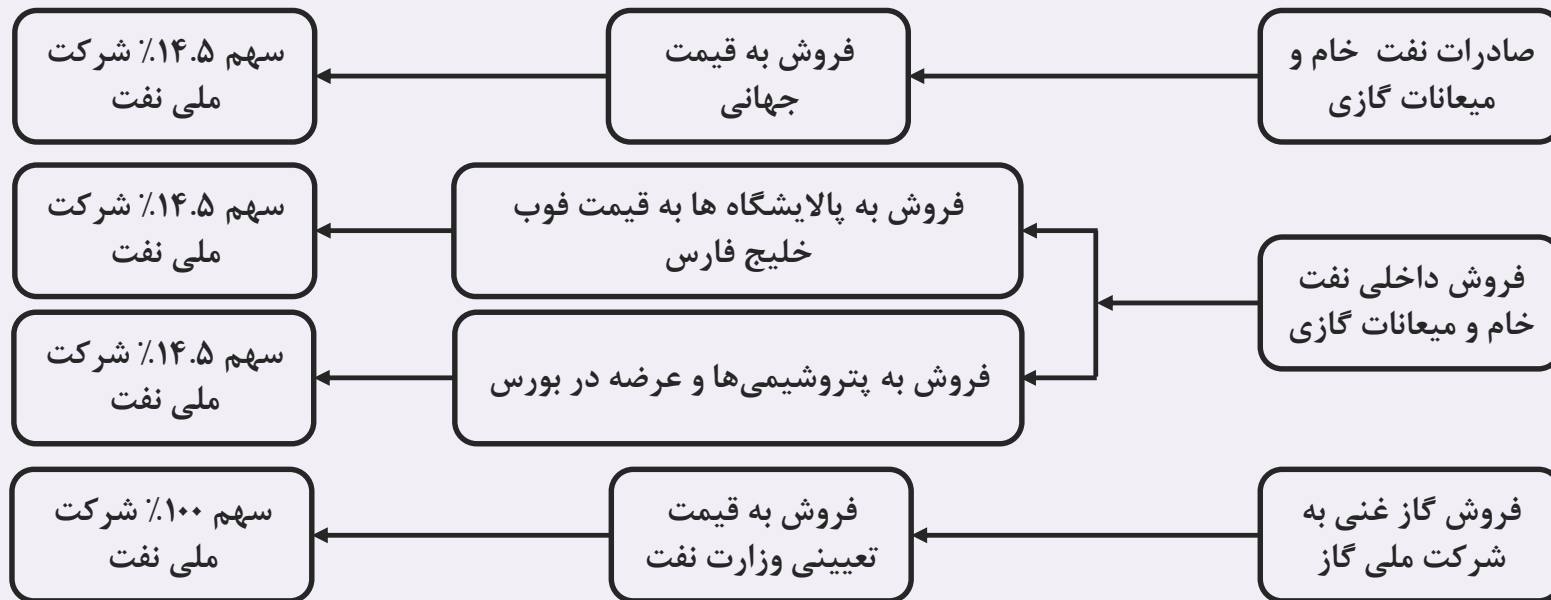 صادرات نفت خام و
میعانات گازی
فروش به قیمت
جهانی
سهم ۱۴.۵٪ شرکت
ملی نفت
فروش داخلی نفت
خام و میعانات گازی
فروش به پالایشگاه ها به قیمت فوب
خلیج فارس
سهم ۱۴.۵٪ شرکت
ملی نفت
فروش به پتروشیمی‌ها و عرضه در بورس
سهم ۱۴.۵٪ شرکت
ملی نفت
فروش گاز غنی به
شرکت ملی گاز
فروش به قیمت
تعیینی وزارت نفت
سهم ۱۰۰٪ شرکت
ملی نفت